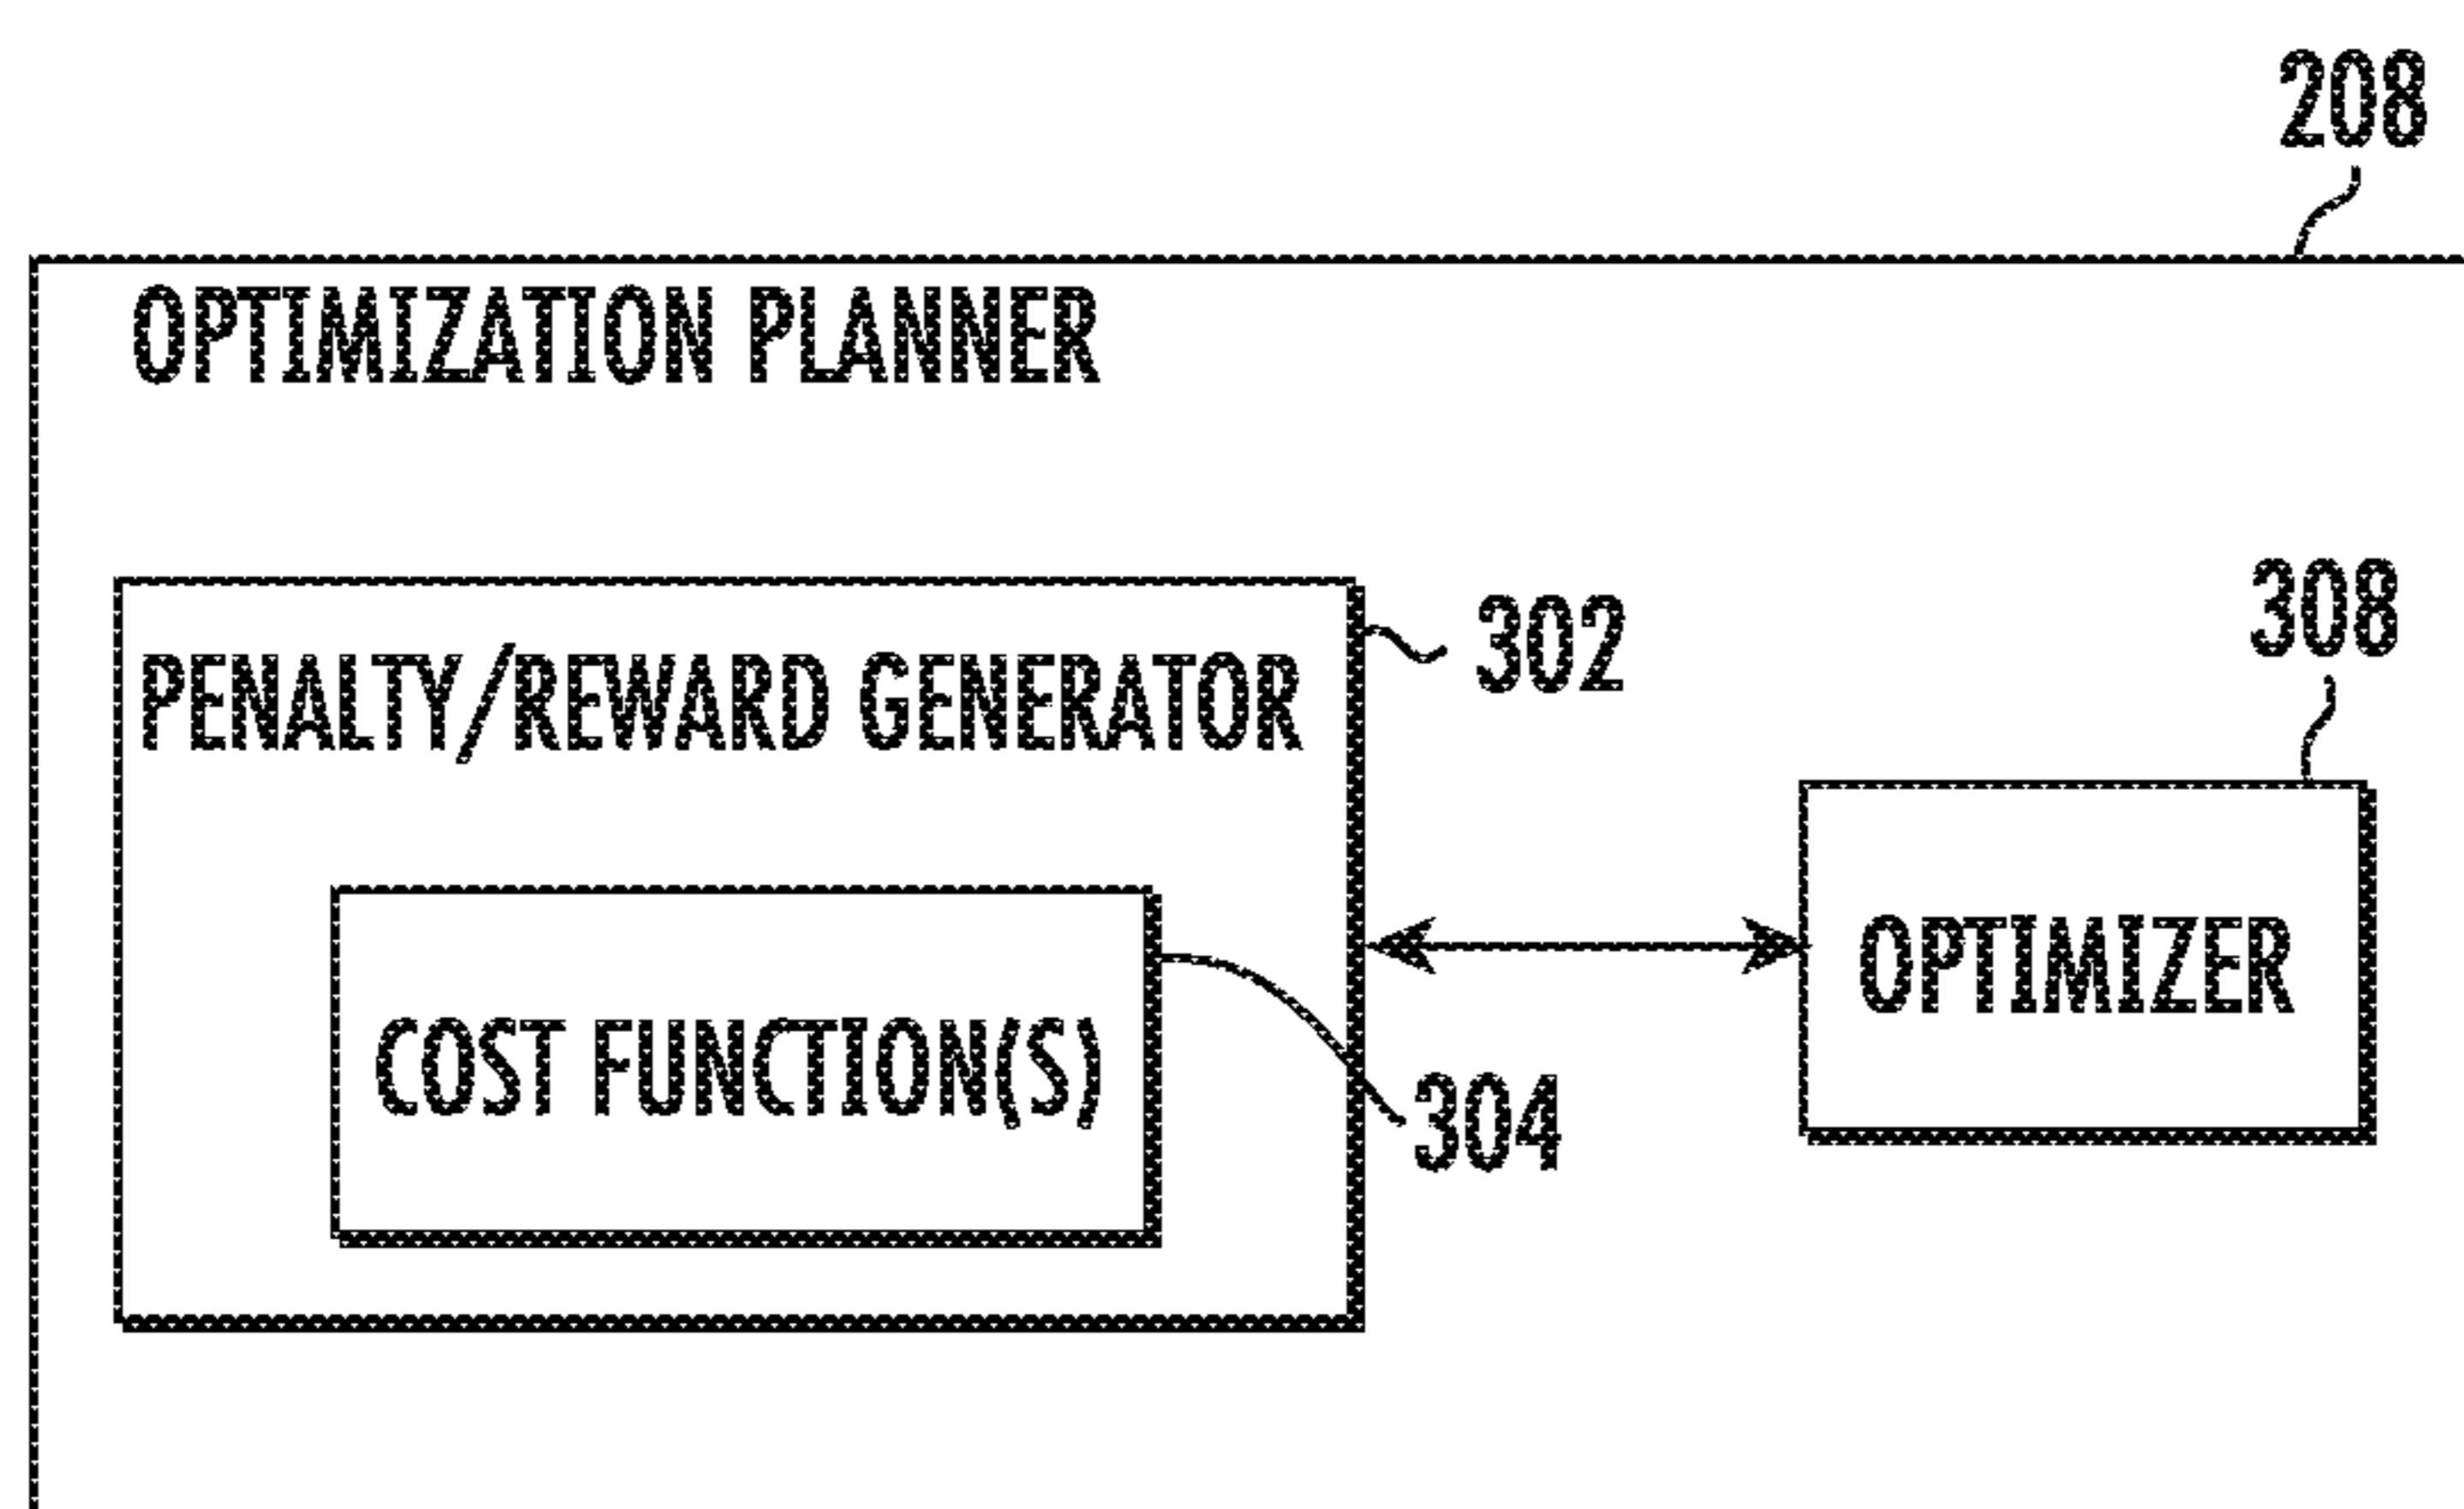 208
OPTIMIZATION PLANNER
308
302
PENALTY/REWARD GENERATOR
OPTIMIZER
COST FUNCTION(S)
304